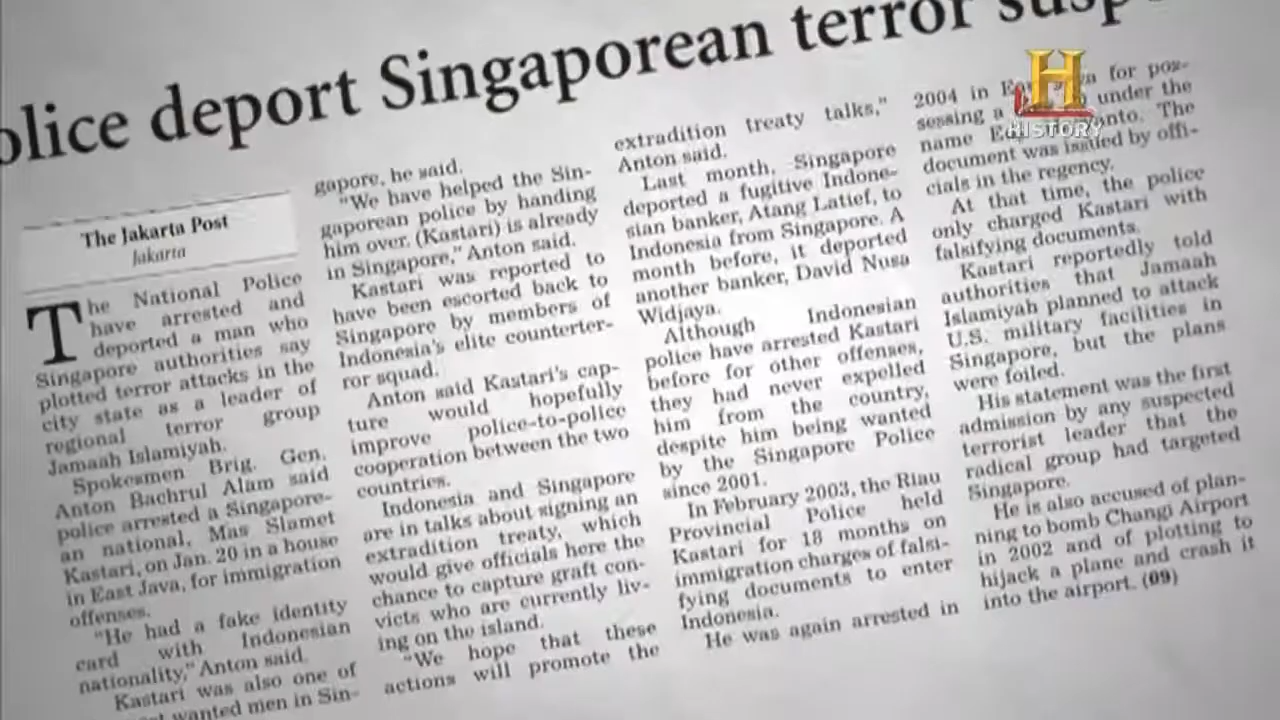 olice deport Singaporean terror susp
The Jakarta Post
Jakarta
The National Police
have arrested and
deported a man who
Singapore authorities say
plotted terror attacks in the
city state as a leader of
regional terror group
Jamaah Islamiyah.
Spokesmen Brig. Gen.
Anton Bachrul Alam said
police arrested a Singapore-
an national, Mas Slamet
Kastari, on Jan. 20 in a house
in East Java, for immigration
offenses.
"He had a fake identity
card with Indonesian
nationality," Anton said.
Kastari was also one of
wanted men in Sin-
gapore, he said.
"We have helped the Sin-
gaporean police by handing
him over. (Kastari) is already
in Singapore," Anton said.
Kastari was reported to
have been escorted back to
Singapore by members of
Indonesia's elite counterter-
ror squad.
Anton said Kastari's cap-
ture would hopefully
improve police-to-police
cooperation between the two
countries.
Indonesia and Singapore
are in talks about signing an
extradition treaty, which
would give officials here the
chance to capture graft con-
victs who are currently liv-
ing on the island.
"We hope that these
actions will promote the
extradition treaty talks,"
Anton said.
Last month, Singapore
deported a fugitive Indone-
sian banker, Atang Latief, to
Indonesia from Singapore. A
month before, it deported
another banker, David Nusa
Widjaya.
Although Indonesian
police have arrested Kastari
before for other offenses,
they had never expelled
him from the country,
despite him being wanted
by the Singapore Police
since 2001.
In February 2003, the Riau
Provincial Police held
Kastari for 18 months on
immigration charges of falsi-
fying documents to enter
Indonesia.
He was again arrested in
2004 in for pos-
sessing a under the
name The
document was issued by offi-
cials in the regency.
At that time, the police
only charged Kastari with
falsifying documents.
Kastari reportedly told
authorities that Jamaah
Islamiyah planned to attack
U.S. military facilities in
Singapore, but the plans
were foiled.
His statement was the first
admission by any suspected
terrorist leader that the
radical group had targeted
Singapore.
He is also accused of plan-
ning to bomb Changi Airport
in 2002 and of plotting to
hijack a plane and crash it
into the airport. (09)
H
HISTORY